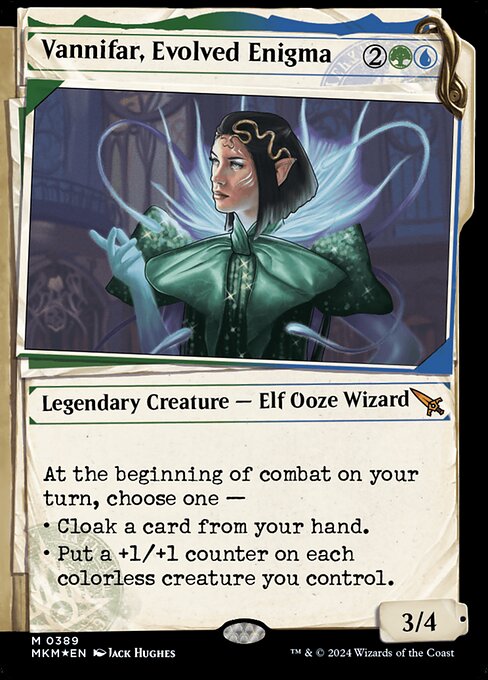 Vannifar, Evolved Enigma 2
Legendary Creature — Elf Ooze Wizard
At the beginning of combat on your
turn, choose one —
• Cloak a card from your hand.
• Put a +1/+1 counter on each
colorless creature you control.
3/4
M 0389
MKM★EN Jack Hughes
™ & © 2024 Wizards of the Coast